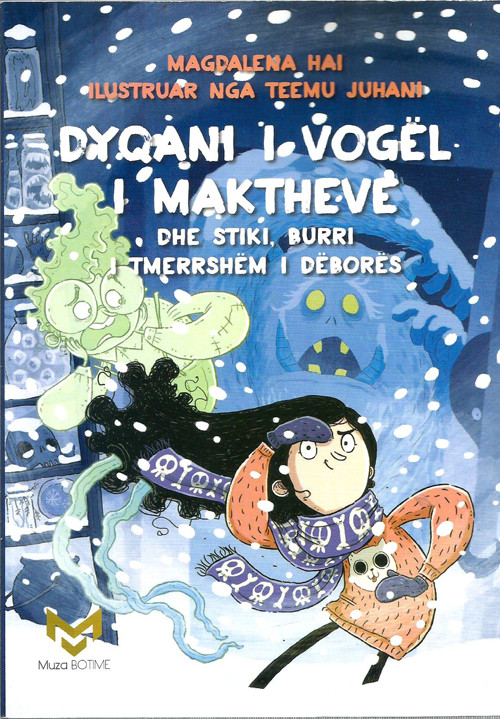 MAGDALENA HAI
ILUSTRUAR NGA TEEMU JUHANI
DYQANI I VOGËL
I MAKTHEVE
DHE STIKI, BURRI
I TMERRSHËM I DËBORËS
Muza BOTIME